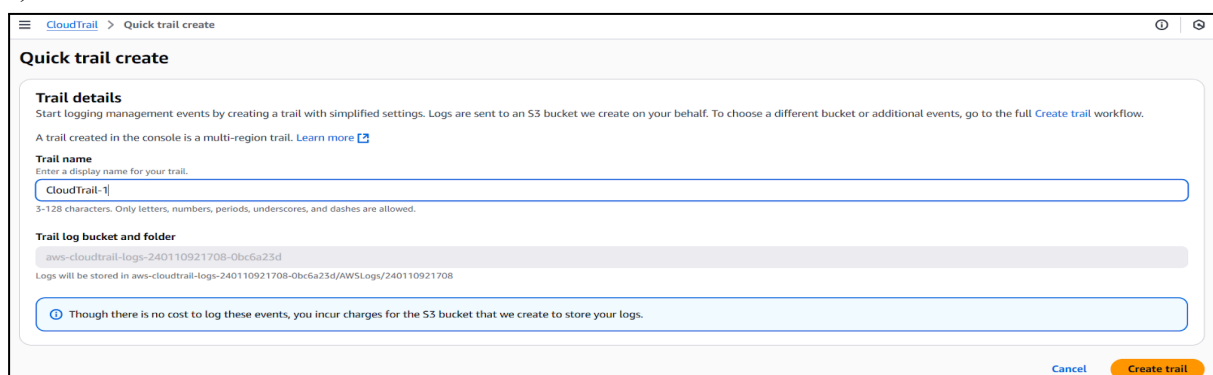 CloudTrail > Quick trail create
Quick trail create
Trail details
Start logging management events by creating a trail with simplified settings. Logs are sent to an S3 bucket we create on your behalf. To choose a different bucket or additional events, go to the full Create trail workflow.
A trail created in the console is a multi-region trail. Learn more
Trail name
Enter a display name for your trail.
CloudTrail-1
3-128 characters. Only letters, numbers, periods, underscores, and dashes are allowed.
Trail log bucket and folder
aws-cloudtrail-logs-240110921708-0bc6a23d
Logs will be stored in aws-cloudtrail-logs-240110921708-0bc6a23d/AWSLogs/240110921708
Though there is no cost to log these events, you incur charges for the S3 bucket that we create to store your logs.
Cancel Create trail